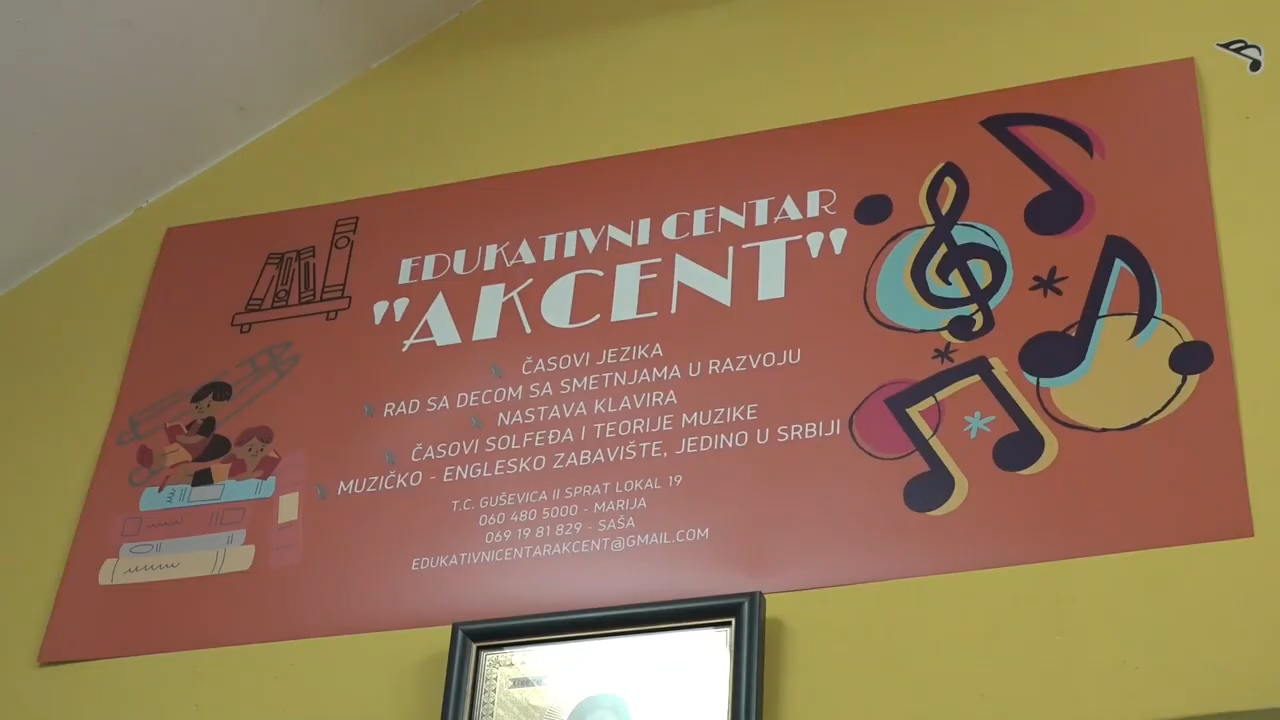 EDUKATIVNI CENTAR
"AKCENT"
ČASOVI JEZIKA
RAD SA DECOM SA SMETNJAMA U RAZVOJU
NASTAVA KLAVIRA
ČASOVI SOLFEĐA I TEORIJE MUZIKE
MUZIČKO - ENGLESKO ZABAVIŠTE, JEDINO U SRBIJI
T.C. GUŠEVICA II SPRAT LOKAL 19
060 480 5000 - MARIJA
069 19 81 829 - SAŠA
EDUKATIVNICENTARAKCENT@GMAIL.COM